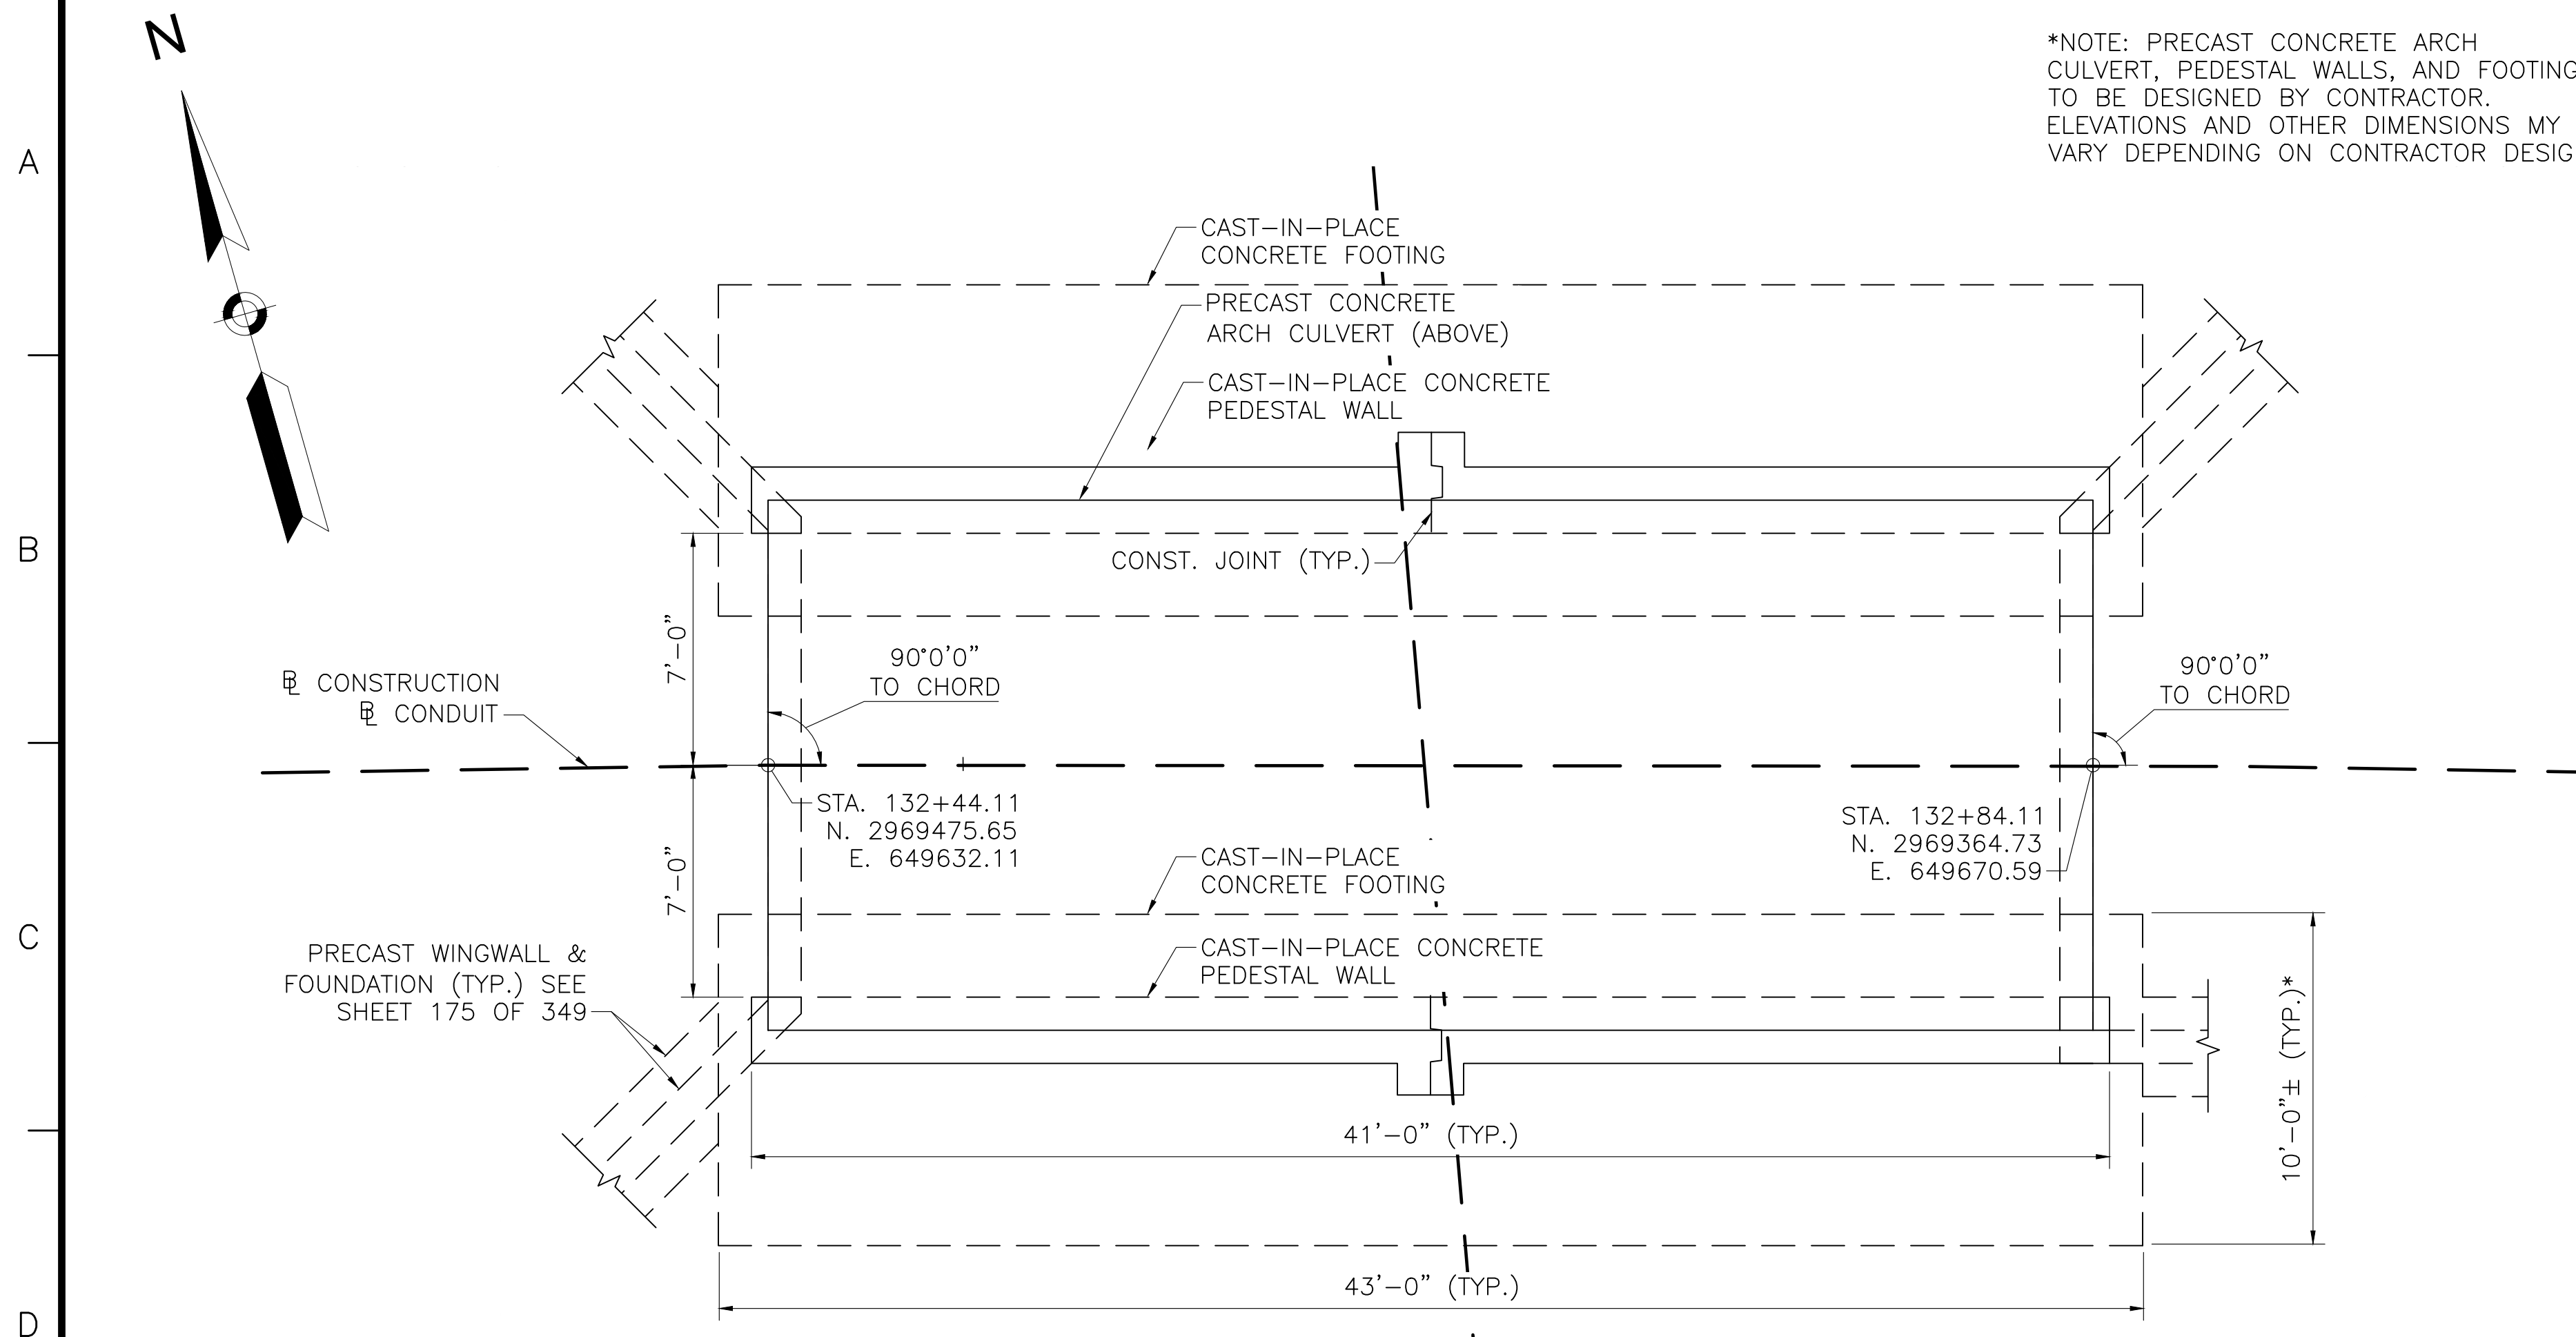 N
*NOTE: PRECAST CONCRETE ARCH
CULVERT, PEDESTAL WALLS, AND FOOTING
TO BE DESIGNED BY CONTRACTOR.
ELEVATIONS AND OTHER DIMENSIONS MY
VARY DEPENDING ON CONTRACTOR DESIG
A
CAST-IN-PLACE
CONCRETE FOOTING
PRECAST CONCRETE
ARCH CULVERT (ABOVE)
CAST-IN-PLACE CONCRETE
PEDESTAL WALL
B
CONST. JOINT (TYP.)
7'-0"
90°0'0"
TO CHORD
90°0'0"
TO CHORD
BL CONSTRUCTION
BL CONDUIT
STA. 132+44.11
N. 2969475.65
E. 649632.11
STA. 132+84.11
N. 2969364.73
E. 649670.59
7'-0"
CAST-IN-PLACE
CONCRETE FOOTING
C
CAST-IN-PLACE CONCRETE
PEDESTAL WALL
PRECAST WINGWALL &
FOUNDATION (TYP.) SEE
SHEET 175 OF 349
10'-0"± (TYP.)*
41'-0" (TYP.)
43'-0" (TYP.)
D